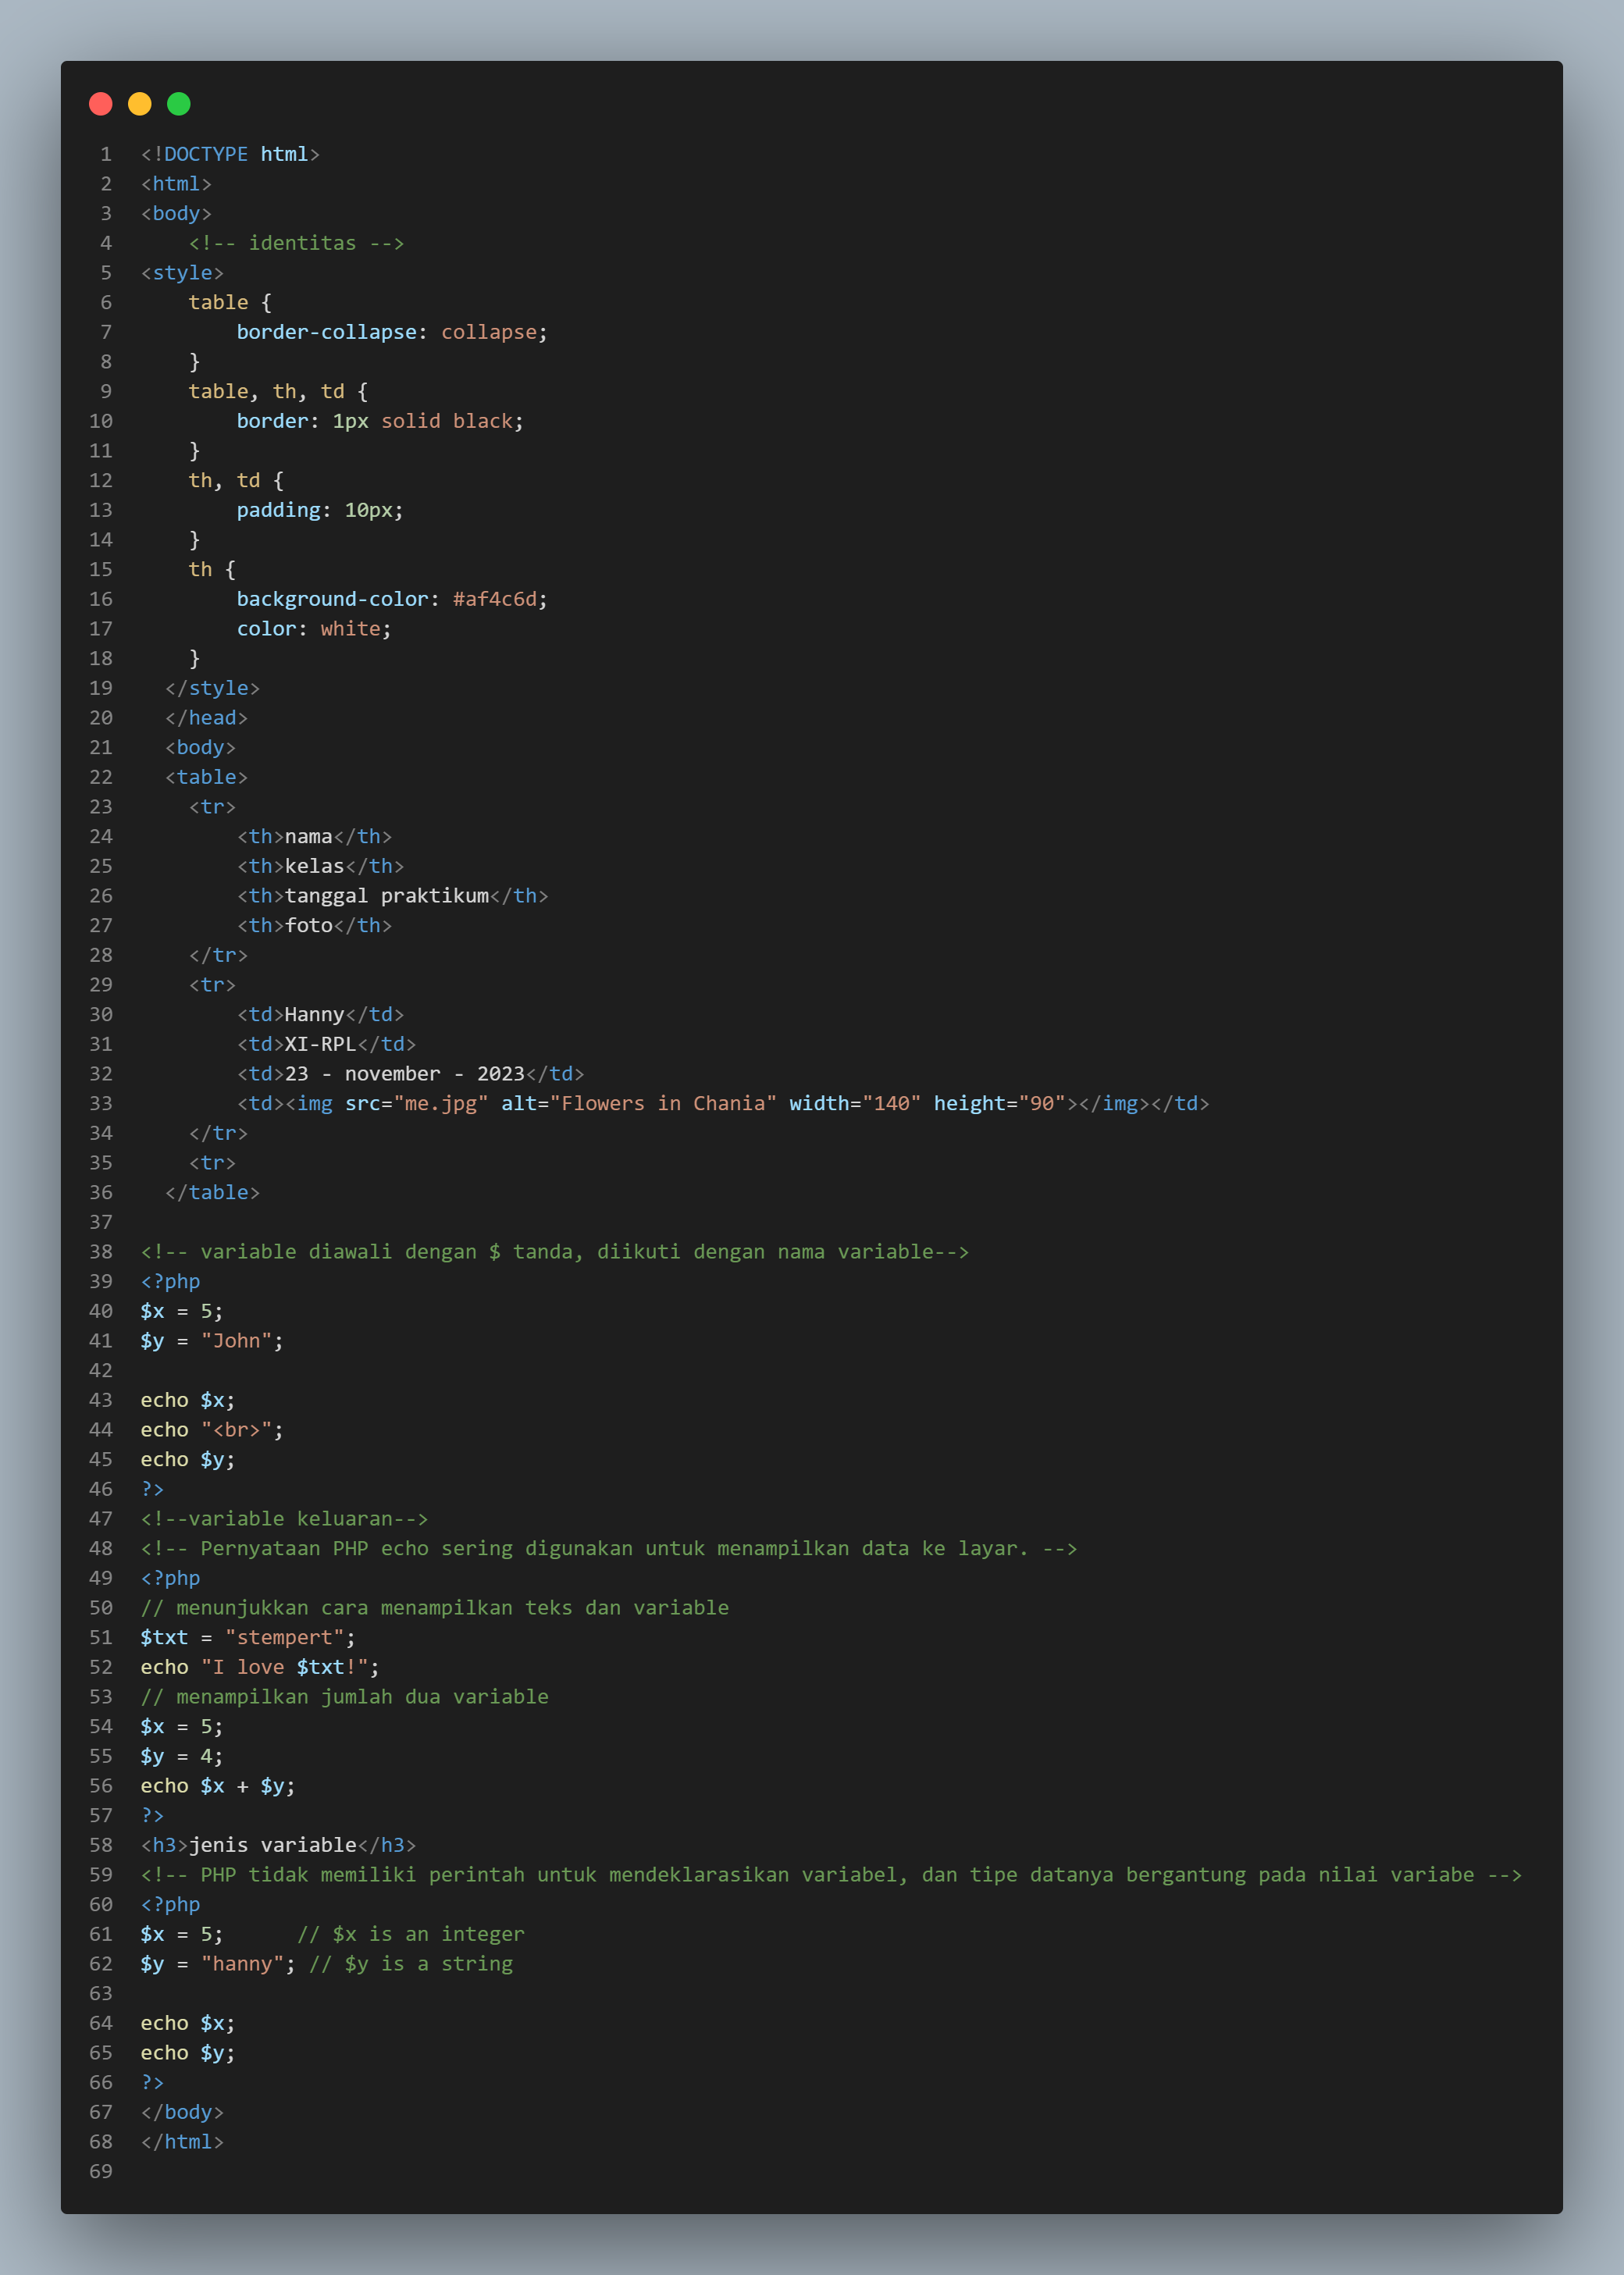 1 <!DOCTYPE html>
2 <html>
3 <body>
4     <!-- identitas -->
5 <style>
6     table {
7         border-collapse: collapse;
8     }
9     table, th, td {
10         border: 1px solid black;
11     }
12     th, td {
13         padding: 10px;
14     }
15     th {
16         background-color: #af4c6d;
17         color: white;
18     }
19   </style>
20   </head>
21   <body>
22   <table>
23     <tr>
24         <th>nama</th>
25         <th>kelas</th>
26         <th>tanggal praktikum</th>
27         <th>foto</th>
28     </tr>
29     <tr>
30         <td>Hanny</td>
31         <td>XI-RPL</td>
32         <td>23 - november - 2023</td>
33         <td><img src="me.jpg" alt="Flowers in Chania" width="140" height="90"></img></td>
34     </tr>
35     <tr>
36   </table>
37
38 <!-- variable diawali dengan $ tanda, diikuti dengan nama variable-->
39 <?php
40 $x = 5;
41 $y = "John";
42
43 echo $x;
44 echo "<br>";
45 echo $y;
46 ?>
47 <!--variable keluaran-->
48 <!-- Pernyataan PHP echo sering digunakan untuk menampilkan data ke layar. -->
49 <?php
50 // menunjukkan cara menampilkan teks dan variable
51 $txt = "stempert";
52 echo "I love $txt!";
53 // menampilkan jumlah dua variable
54 $x = 5;
55 $y = 4;
56 echo $x + $y;
57 ?>
58 <h3>jenis variable</h3>
59 <!-- PHP tidak memiliki perintah untuk mendeklarasikan variabel, dan tipe datanya bergantung pada nilai variabe -->
60 <?php
61 $x = 5;      // $x is an integer
62 $y = "hanny"; // $y is a string
63
64 echo $x;
65 echo $y;
66 ?>
67 </body>
68 </html>
69